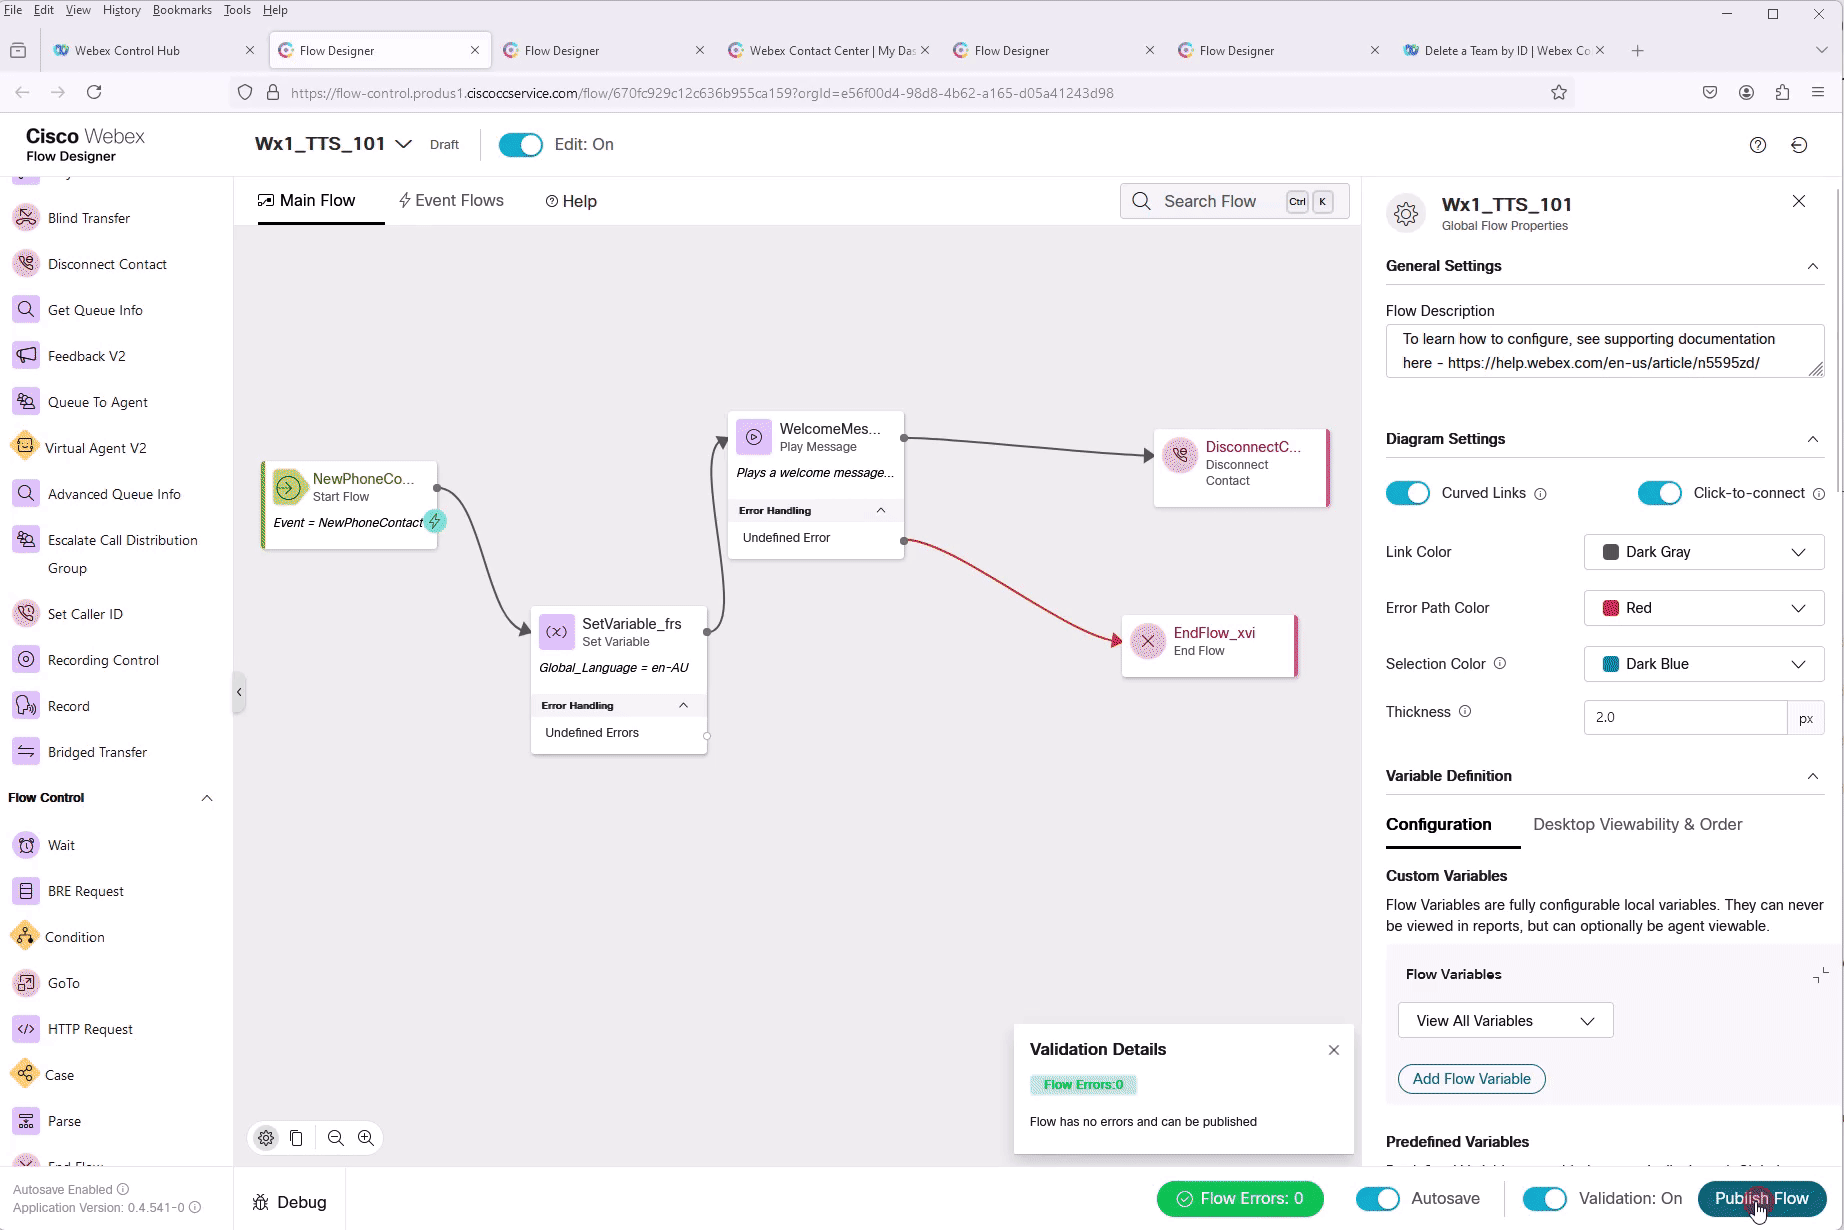 File Edit View History Bookmarks Tools Help
Webex Control Hub
Flow Designer
Flow Designer
Webex Contact Center | My Das
Flow Designer
Flow Designer
Delete a Team by ID | Webex Co
https://flow-control.produs1.ciscoccservice.com/flow/670fc929c12c636b955ca159?orgId=e56f00d4-98d8-4b62-a165-d05a41243d98
Cisco Webex
Flow Designer
Wx1_TTS_101 Draft Edit: On
Main Flow Event Flows Help
Search Flow Ctrl K
Blind Transfer
Disconnect Contact
Get Queue Info
Feedback V2
Queue To Agent
Virtual Agent V2
Advanced Queue Info
Escalate Call Distribution
Group
Set Caller ID
Recording Control
Record
Bridged Transfer
Flow Control
Wait
BRE Request
Condition
GoTo
HTTP Request
Case
Parse
End Flow
Autosave Enabled
Application Version: 0.4.541-0
NewPhoneCo...
Start Flow
Event = NewPhoneContact
SetVariable_frs
Set Variable
Global_Language = en-AU
Error Handling
Undefined Errors
WelcomeMes...
Play Message
Plays a welcome message...
Error Handling
Undefined Error
DisconnectC...
Disconnect
Contact
EndFlow_xvi
End Flow
Validation Details
Flow Errors:0
Flow has no errors and can be published
Debug
Flow Errors: 0
Autosave
Validation: On
Publish Flow
Wx1_TTS_101
Global Flow Properties
General Settings
Flow Description
To learn how to configure, see supporting documentation
here - https://help.webex.com/en-us/article/n5595zd/
Diagram Settings
Curved Links Click-to-connect
Link Color Dark Gray
Error Path Color Red
Selection Color Dark Blue
Thickness 2.0 px
Variable Definition
Configuration Desktop Viewability & Order
Custom Variables
Flow Variables are fully configurable local variables. They can never
be viewed in reports, but can optionally be agent viewable.
Flow Variables
View All Variables
Add Flow Variable
Predefined Variables